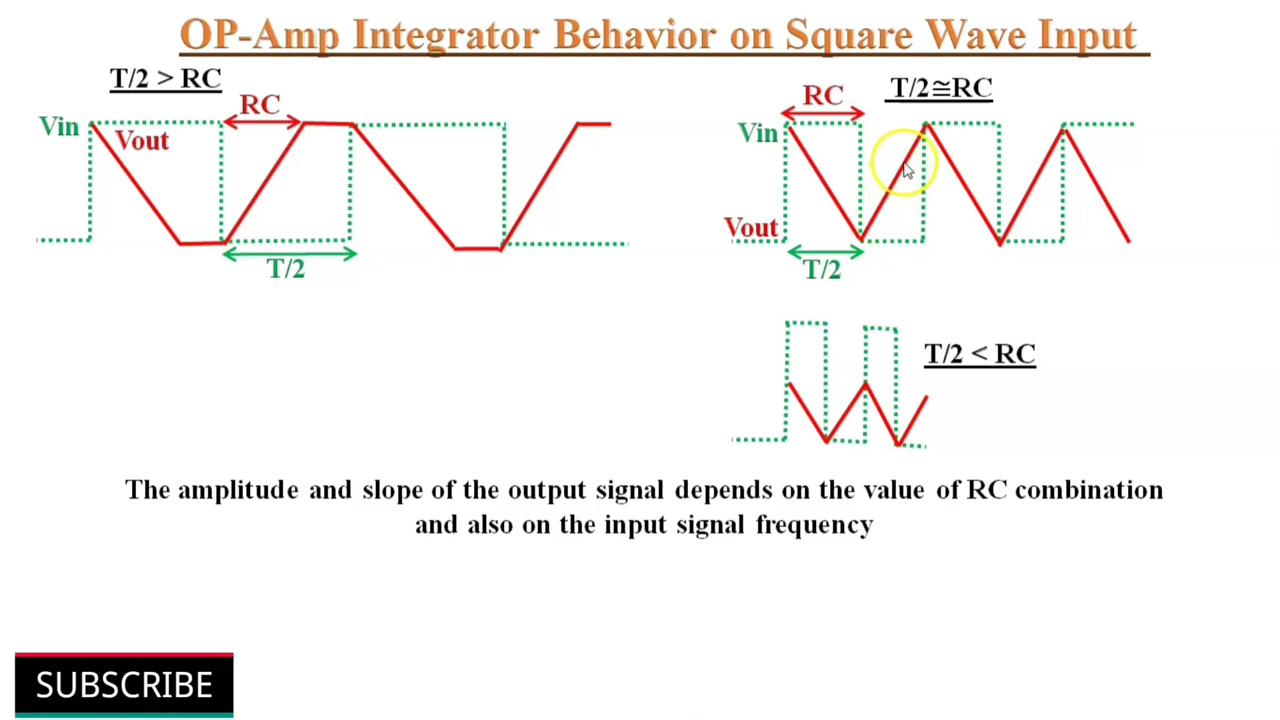 OP-Amp Integrator Behavior on Square Wave Input
T/2 > RC
RC
Vin
Vout
T/2
RC
T/2≅RC
Vin
Vout
T/2
T/2 < RC
The amplitude and slope of the output signal depends on the value of RC combination
and also on the input signal frequency
SUBSCRIBE